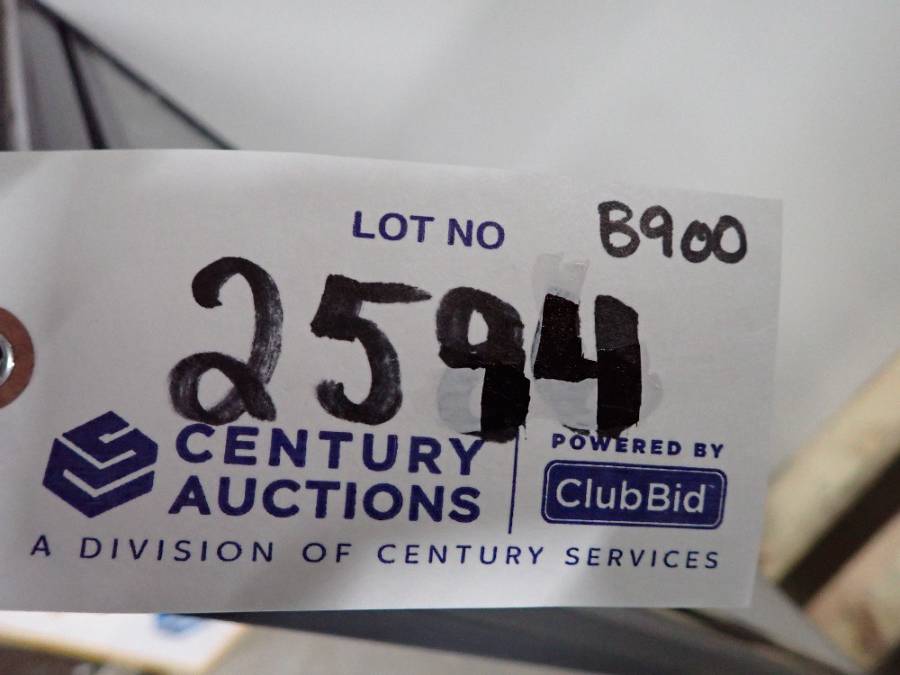 LOT NO B900
2594
CENTURY AUCTIONS
POWERED BY
ClubBid
A DIVISION OF CENTURY SERVICES